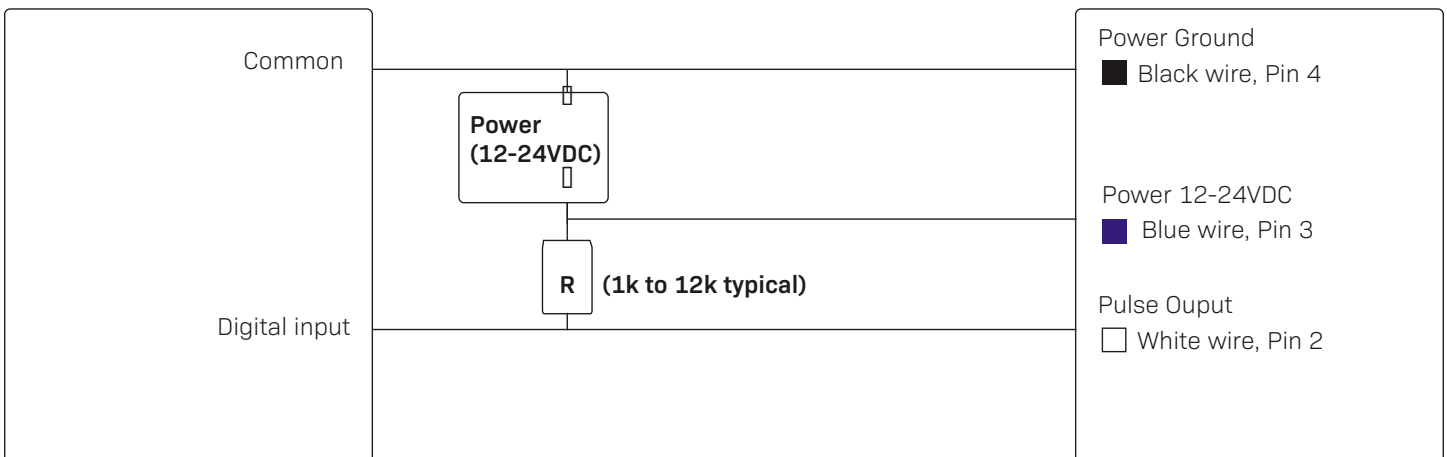 Common
Power
(12-24VDC)
R (1k to 12k typical)
Digital input
Power Ground
Black wire, Pin 4
Power 12-24VDC
Blue wire, Pin 3
Pulse Ouput
White wire, Pin 2